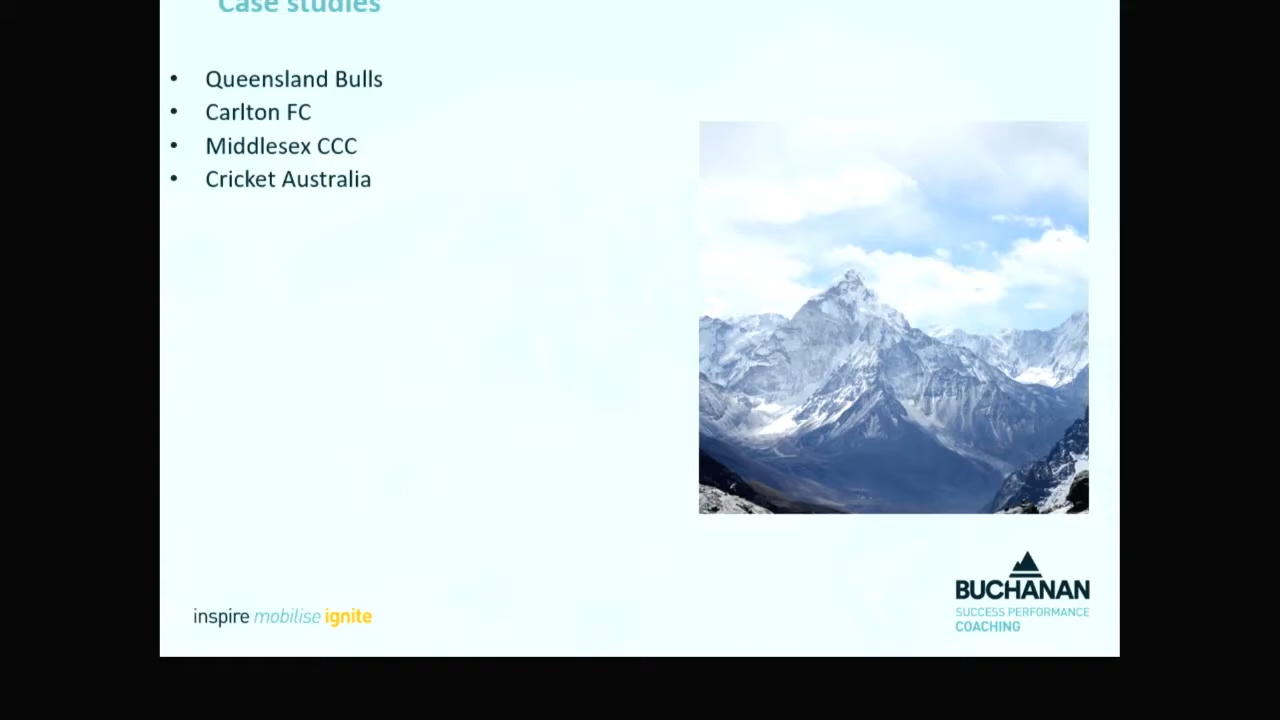 Case studies
• Queensland Bulls
• Carlton FC
• Middlesex CCC
• Cricket Australia
BUCHANAN
SUCCESS PERFORMANCE
COACHING
inspire mobilise ignite